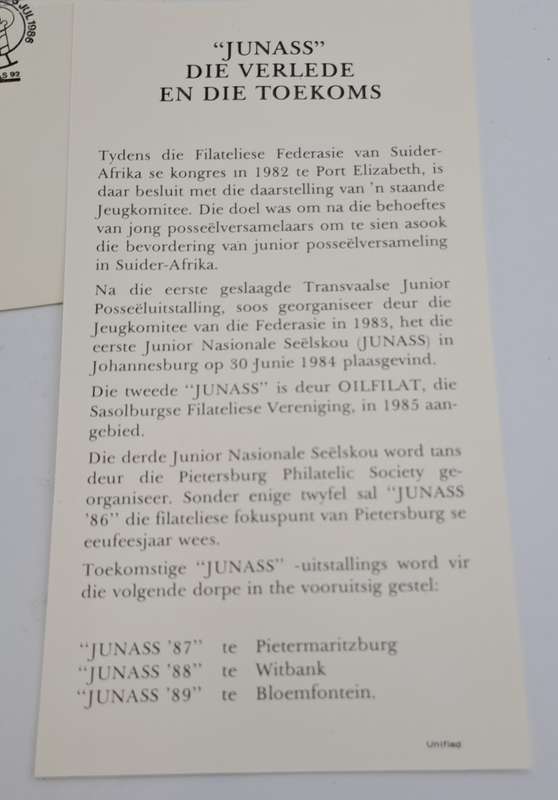 JUL 1986
S 92
“JUNASS”
DIE VERLEDE
EN DIE TOEKOMS
Tydens die Filateliese Federasie van Suider-
Afrika se kongres in 1982 te Port Elizabeth, is
daar besluit met die daarstelling van ’n staande
Jeugkomitee. Die doel was om na die behoeftes
van jong posseëlversamelaars om te sien asook
die bevordering van junior posseëlversameling
in Suider-Afrika.
Na die eerste geslaagde Transvaalse Junior
Posseëluitstalling, soos georganiseer deur die
Jeugkomitee van die Federasie in 1983, het die
eerste Junior Nasionale Seëlskou (JUNASS) in
Johannesburg op 30 Junie 1984 plaasgevind.
Die tweede “JUNASS” is deur OILFILAT, die
Sasolburgse Filateliese Vereniging, in 1985 aan-
gebied.
Die derde Junior Nasionale Seëlskou word tans
deur die Pietersburg Philatelic Society ge-
organiseer. Sonder enige twyfel sal “JUNASS
’86” die filateliese fokuspunt van Pietersburg se
eeufeesjaar wees.
Toekomstige “JUNASS” -uitstallings word vir
die volgende dorpe in the vooruitsig gestel:
“JUNASS ’87” te Pietermaritzburg
“JUNASS ’88” te Witbank
“JUNASS ’89” te Bloemfontein.
Unified